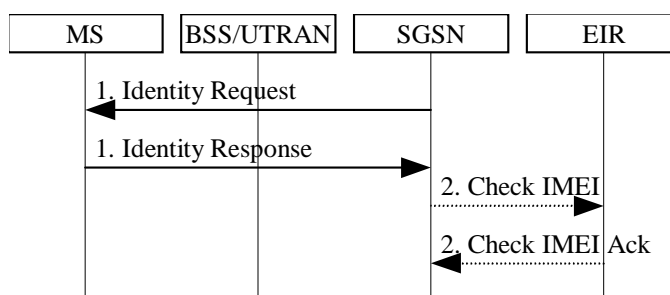 MS BSS/UTRAN SGSN EIR
1. Identity Request
1. Identity Response
2. Check IMEI
2. Check IMEI Ack